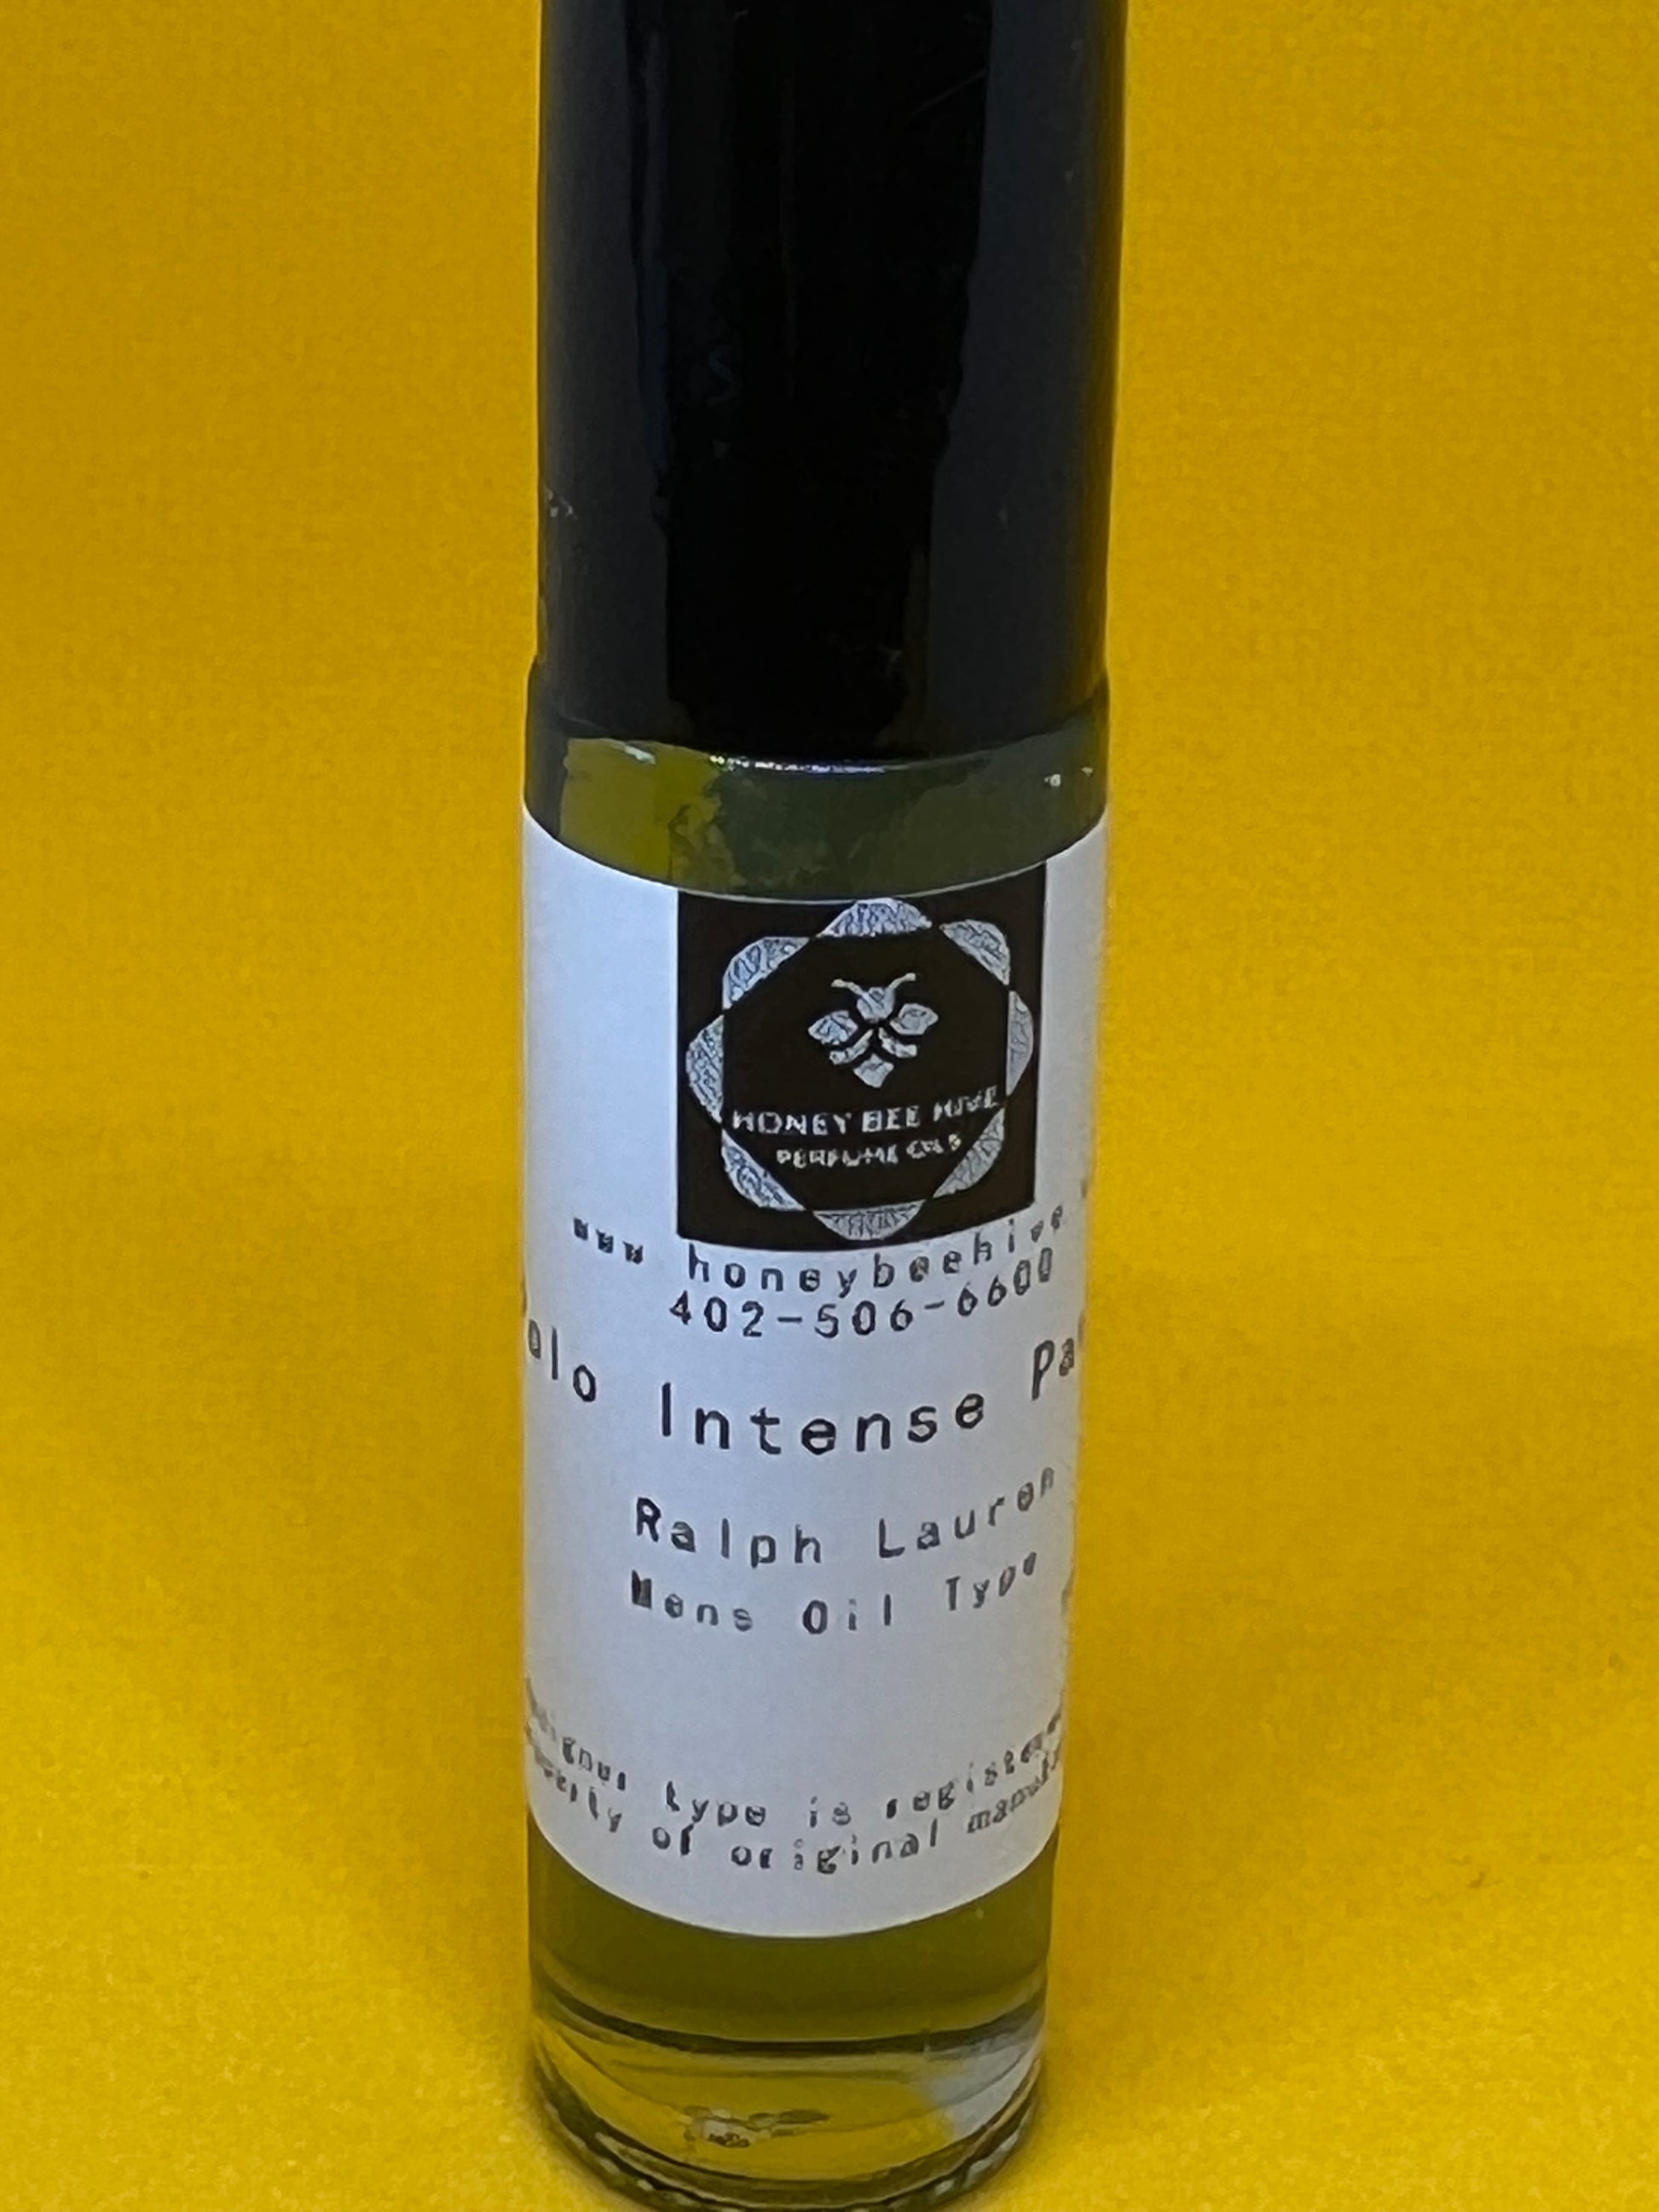 HONEY BEE HIVE
PERFUME OILS
www honeybeehive
402-506-6600
Intense
Ralph Lauren
Mens Oil Type
type is
of original